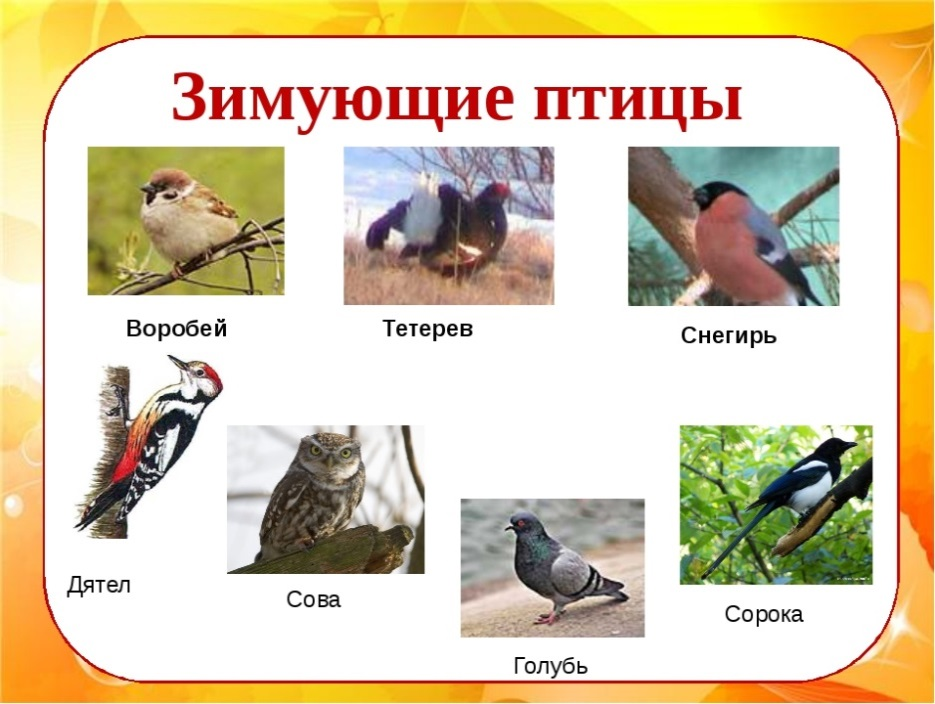 Зимующие птицы
Воробей
Тетерев
Снегирь
Дятел
Сова
Голубь
Сорока